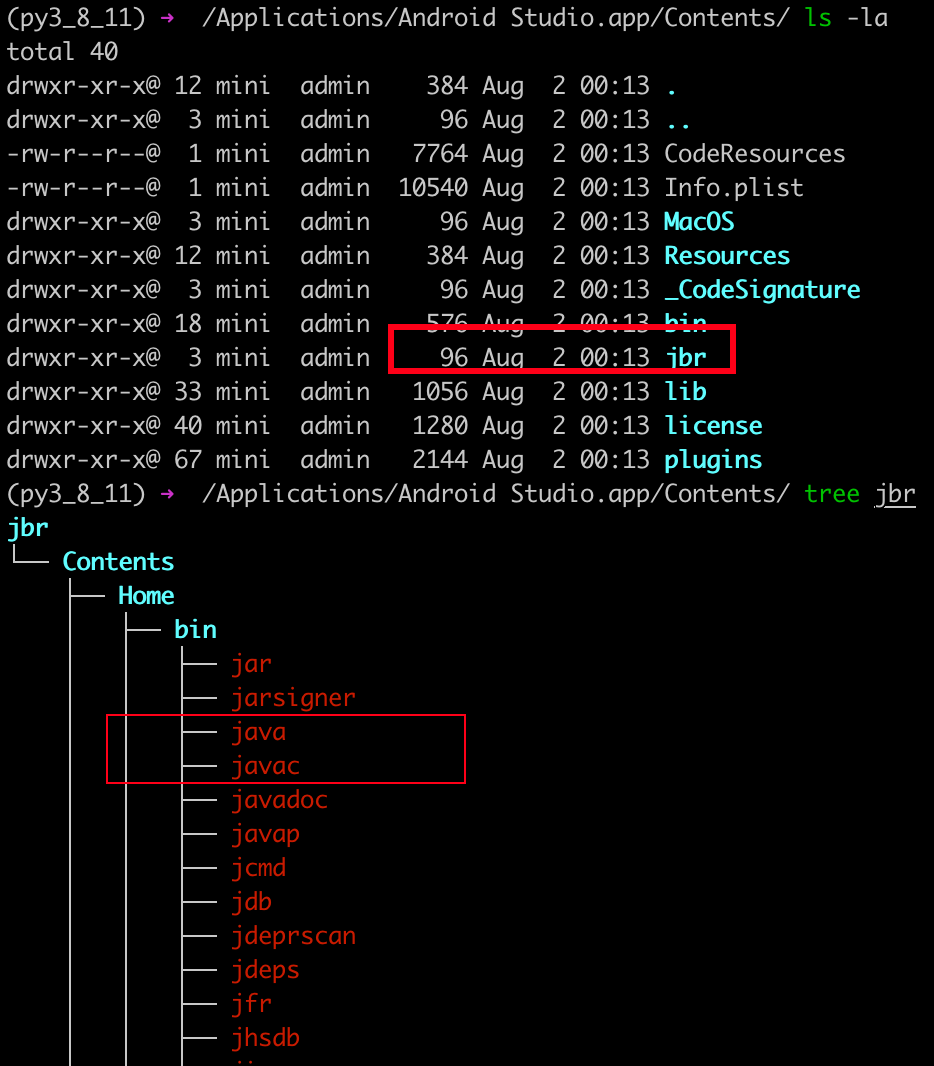 (py3_8_11) → /Applications/Android Studio.app/Contents/ ls -la
total 40
drwxr-xr-x@ 12 mini  admin    384 Aug  2 00:13 .
drwxr-xr-x@  3 mini  admin     96 Aug  2 00:13 ..
-rw-r--r--@  1 mini  admin   7764 Aug  2 00:13 CodeResources
-rw-r--r--@  1 mini  admin  10540 Aug  2 00:13 Info.plist
drwxr-xr-x@  3 mini  admin     96 Aug  2 00:13 MacOS
drwxr-xr-x@ 12 mini  admin    384 Aug  2 00:13 Resources
drwxr-xr-x@  3 mini  admin     96 Aug  2 00:13 _CodeSignature
drwxr-xr-x@ 18 mini  admin    576 Aug  2 00:13 bin
drwxr-xr-x@  3 mini  admin     96 Aug  2 00:13 jbr
drwxr-xr-x@ 33 mini  admin   1056 Aug  2 00:13 lib
drwxr-xr-x@ 40 mini  admin   1280 Aug  2 00:13 license
drwxr-xr-x@ 67 mini  admin   2144 Aug  2 00:13 plugins
(py3_8_11) → /Applications/Android Studio.app/Contents/ tree jbr
jbr
└── Contents
├── Home
├── bin
├── jar
├── jarsigner
├── java
├── javac
├── javadoc
├── javap
├── jcmd
├── jdb
├── jdeprscan
├── jdeps
├── jfr
├── jhsdb